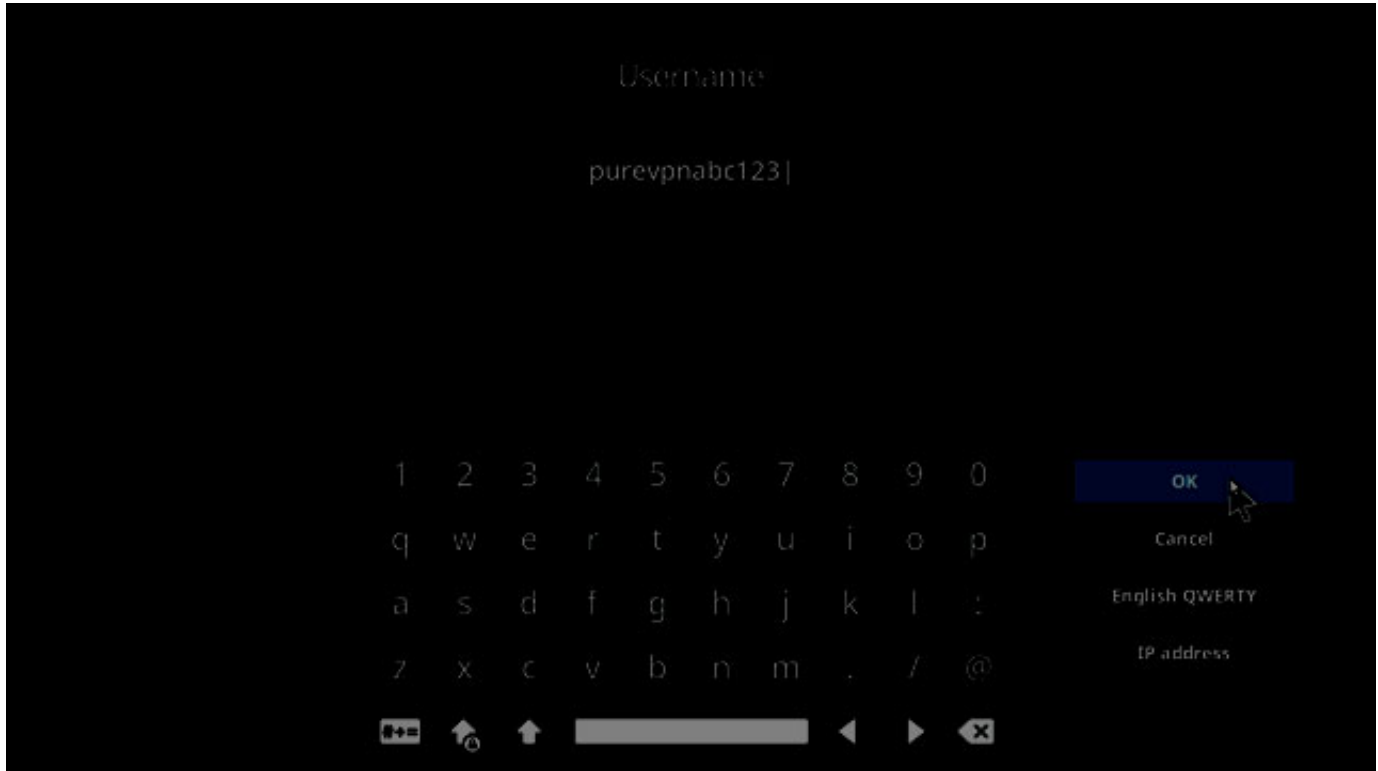 Username
purevpnabc123
1 2 3 4 5 6 7 8 9 0
OK
q w e r t y u i o p
Cancel
a s d f g h j k l :
English QWERTY
z x c v b n m . / @
IP address
#+=